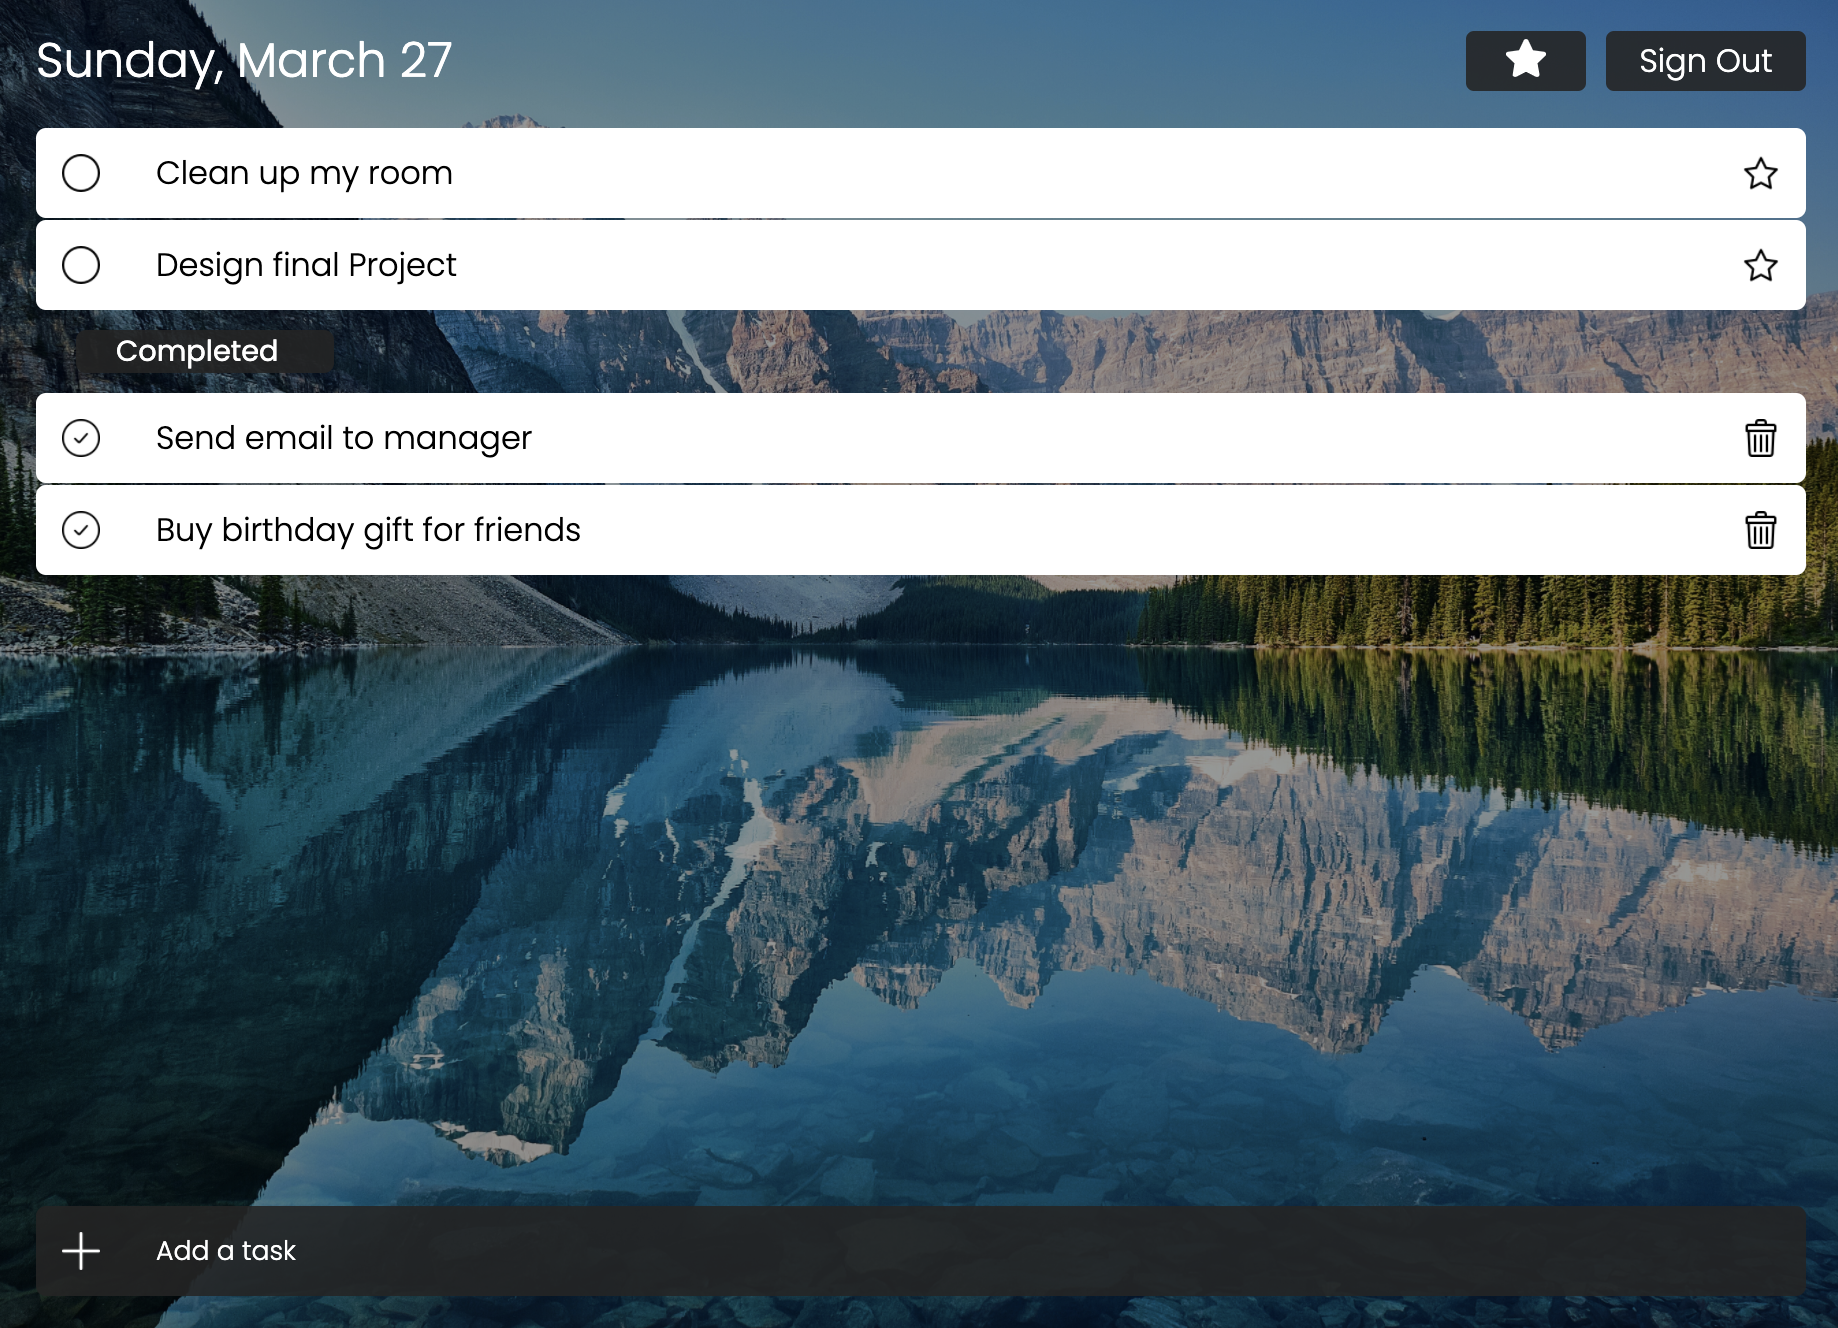 Sunday, March 27
Sign Out
Clean up my room
Design final Project
Completed
Send email to manager
Buy birthday gift for friends
Add a task